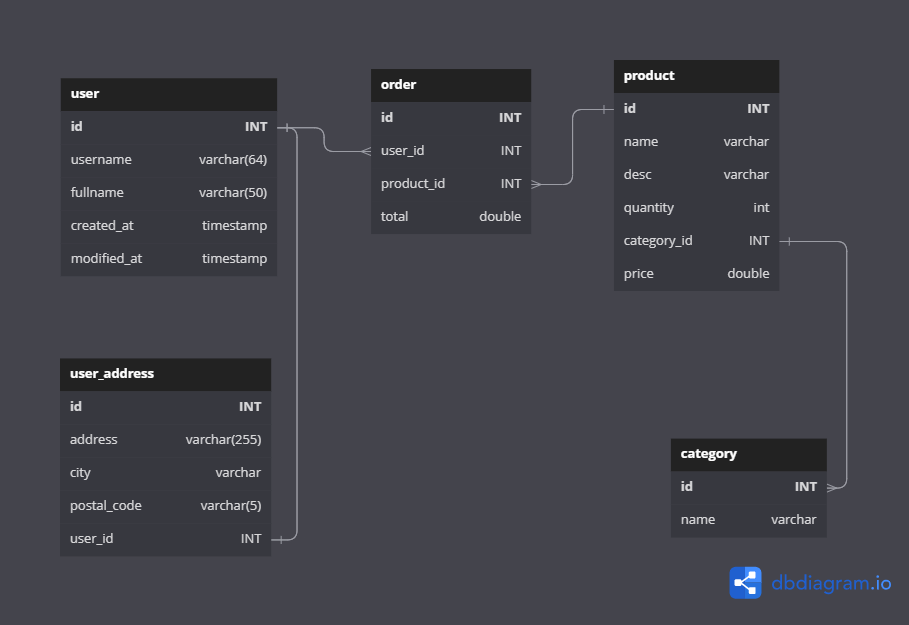 user
id INT
username varchar(64)
fullname varchar(50)
created_at timestamp
modified_at timestamp
order
id INT
user_id INT
product_id INT
total double
product
id INT
name varchar
desc varchar
quantity int
category_id INT
price double
user_address
id INT
address varchar(255)
city varchar
postal_code varchar(5)
user_id INT
category
id INT
name varchar
dbdiagram.io